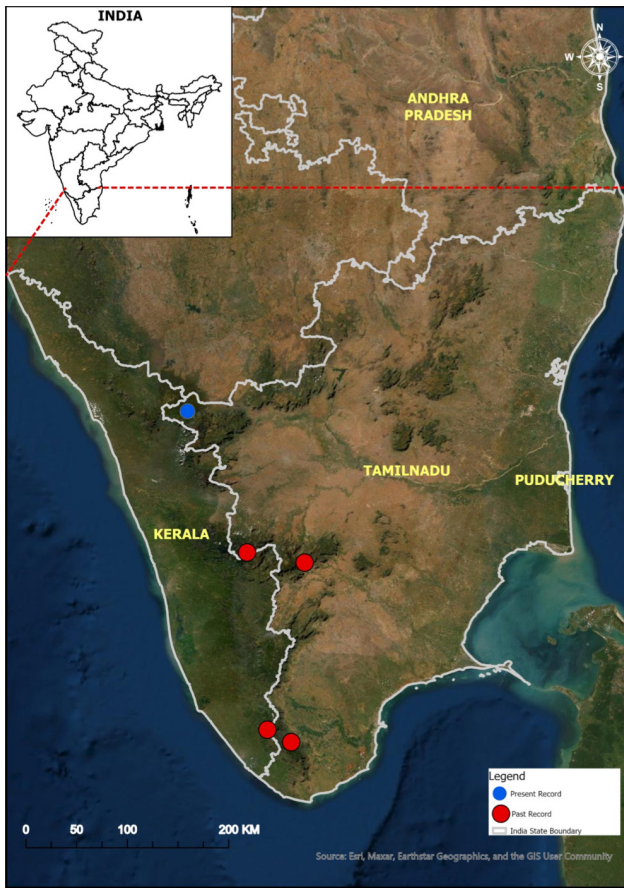 INDIA
N
W
E
S
ANDHRA
PRADESH
TAMILNADU
PUDUCHERRY
KERALA
Legend
Present Record
Past Record
India State Boundary
0 50 100 200 KM
Source: Esri, Maxar, Earthstar Geographics, and the GIS User Community